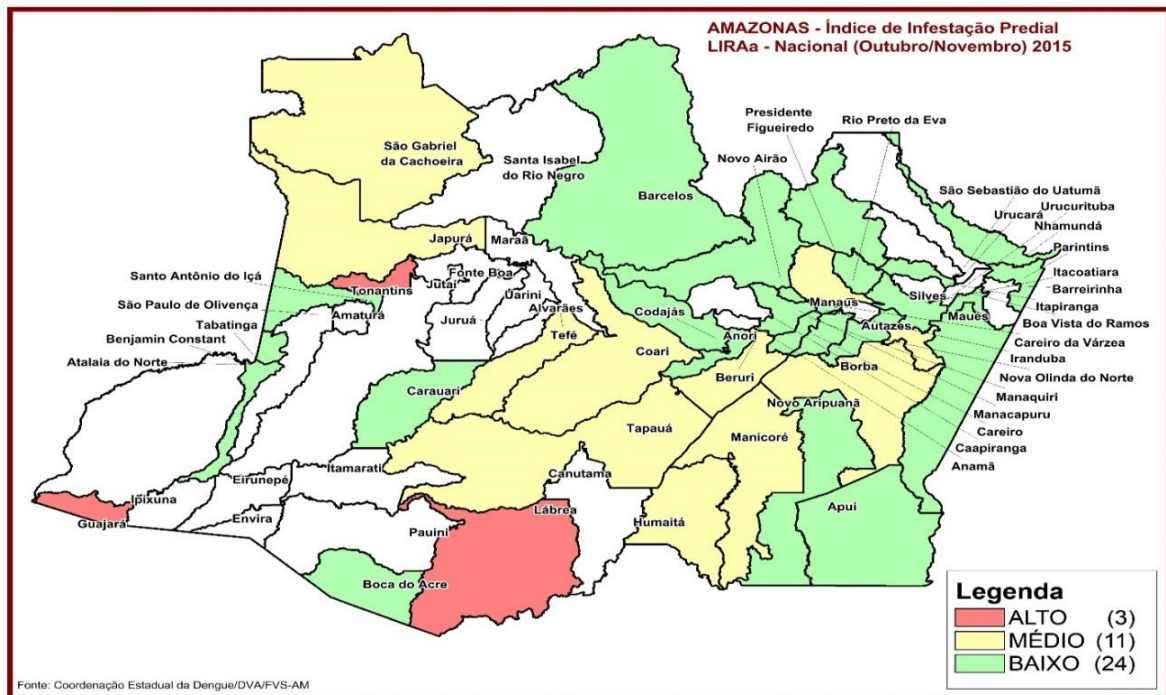 AMAZONAS - Índice de Infestação Predial
LIRAa - Nacional (Outubro/Novembro) 2015
Presidente
Figueiredo
Rio Preto da Eva
Novo Airão
São Gabriel
da Cachoeira
Santa Isabel
do Rio Negro
Barcelos
São Sebastião do Uatumã
Urucurituba
Urucará
Nhamundá
Parintins
Japurá
Maraã
Santo Antônio do Içá
Fonte Boa
Itacoatiara
Tonantins
Jutaí
Barreirinha
São Paulo de Olivença
Uarini
Silves
Itapiranga
Amaturá
Juruá
Alvarães
Codajás
Manaus
Maués
Boa Vista do Ramos
Tabatinga
Tefé
Anori
Autazes
Benjamin Constant
Careiro da Várzea
Coari
Iranduba
Atalaia do Norte
Beruri
Borba
Nova Olinda do Norte
Carauari
Manaquiri
Novo Aripuanã
Manacapuru
Tapauá
Manicoré
Careiro
Caapiranga
Itamarati
Canutama
Anamã
Eirunepé
Ipixuna
Apui
Guajará
Envira
Lábrea
Humaitá
Pauini
Boca do Acre
Legenda
ALTO (3)
MÉDIO (11)
BAIXO (24)
Fonte: Coordenação Estadual da Dengue/DVA/FVS-AM